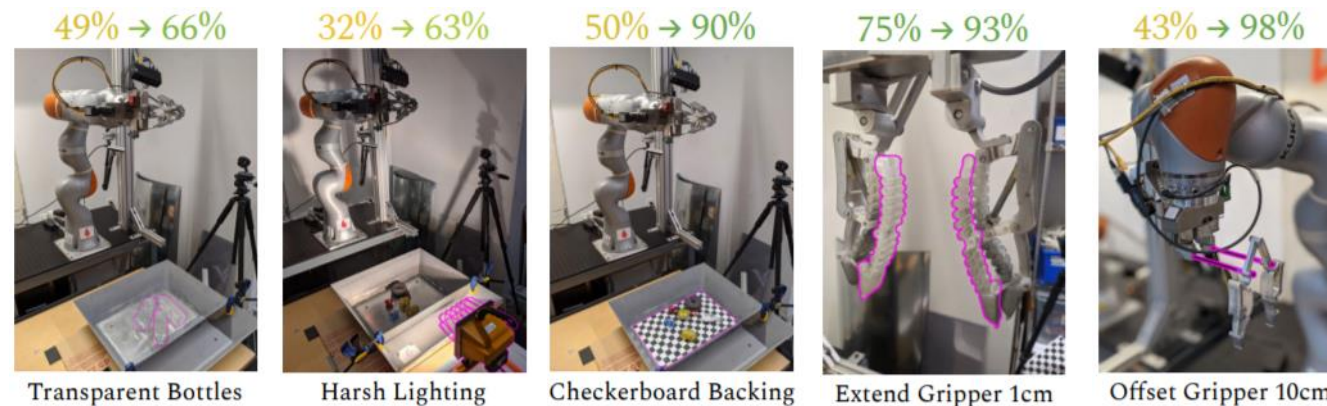 49% → 66%
32% → 63%
50% → 90%
75% → 93%
43% → 98%
KUKA
Transparent Bottles
Harsh Lighting
Checkerboard Backing
Extend Gripper 1cm
Offset Gripper 10cm